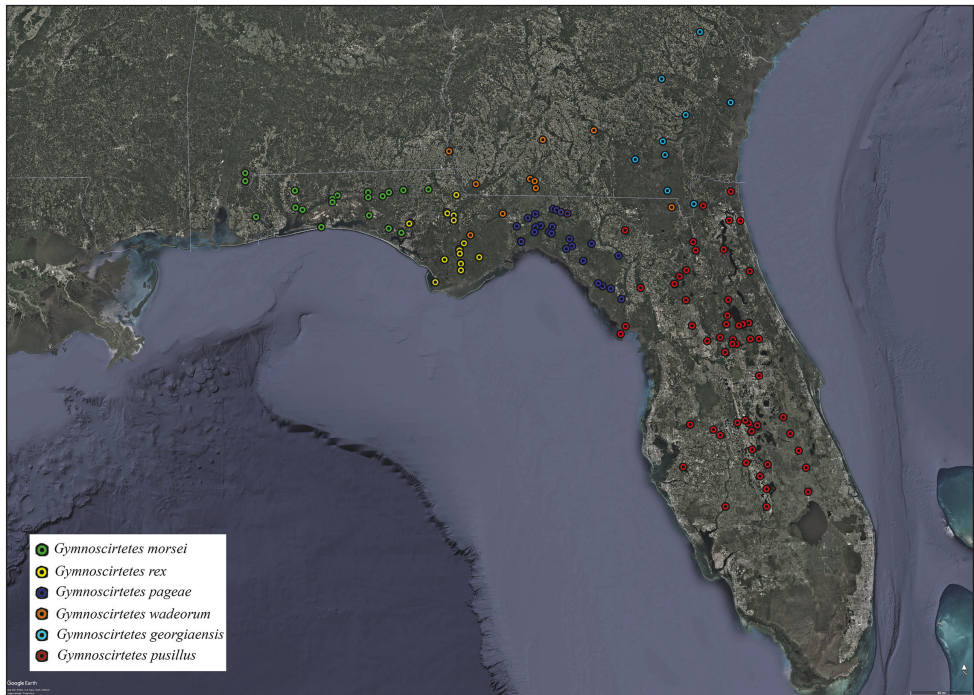 Gymnoscirtetes morsei
Gymnoscirtetes rex
Gymnoscirtetes pageae
Gymnoscirtetes wadeorum
Gymnoscirtetes georgiaensis
Gymnoscirtetes pusillus
Google Earth